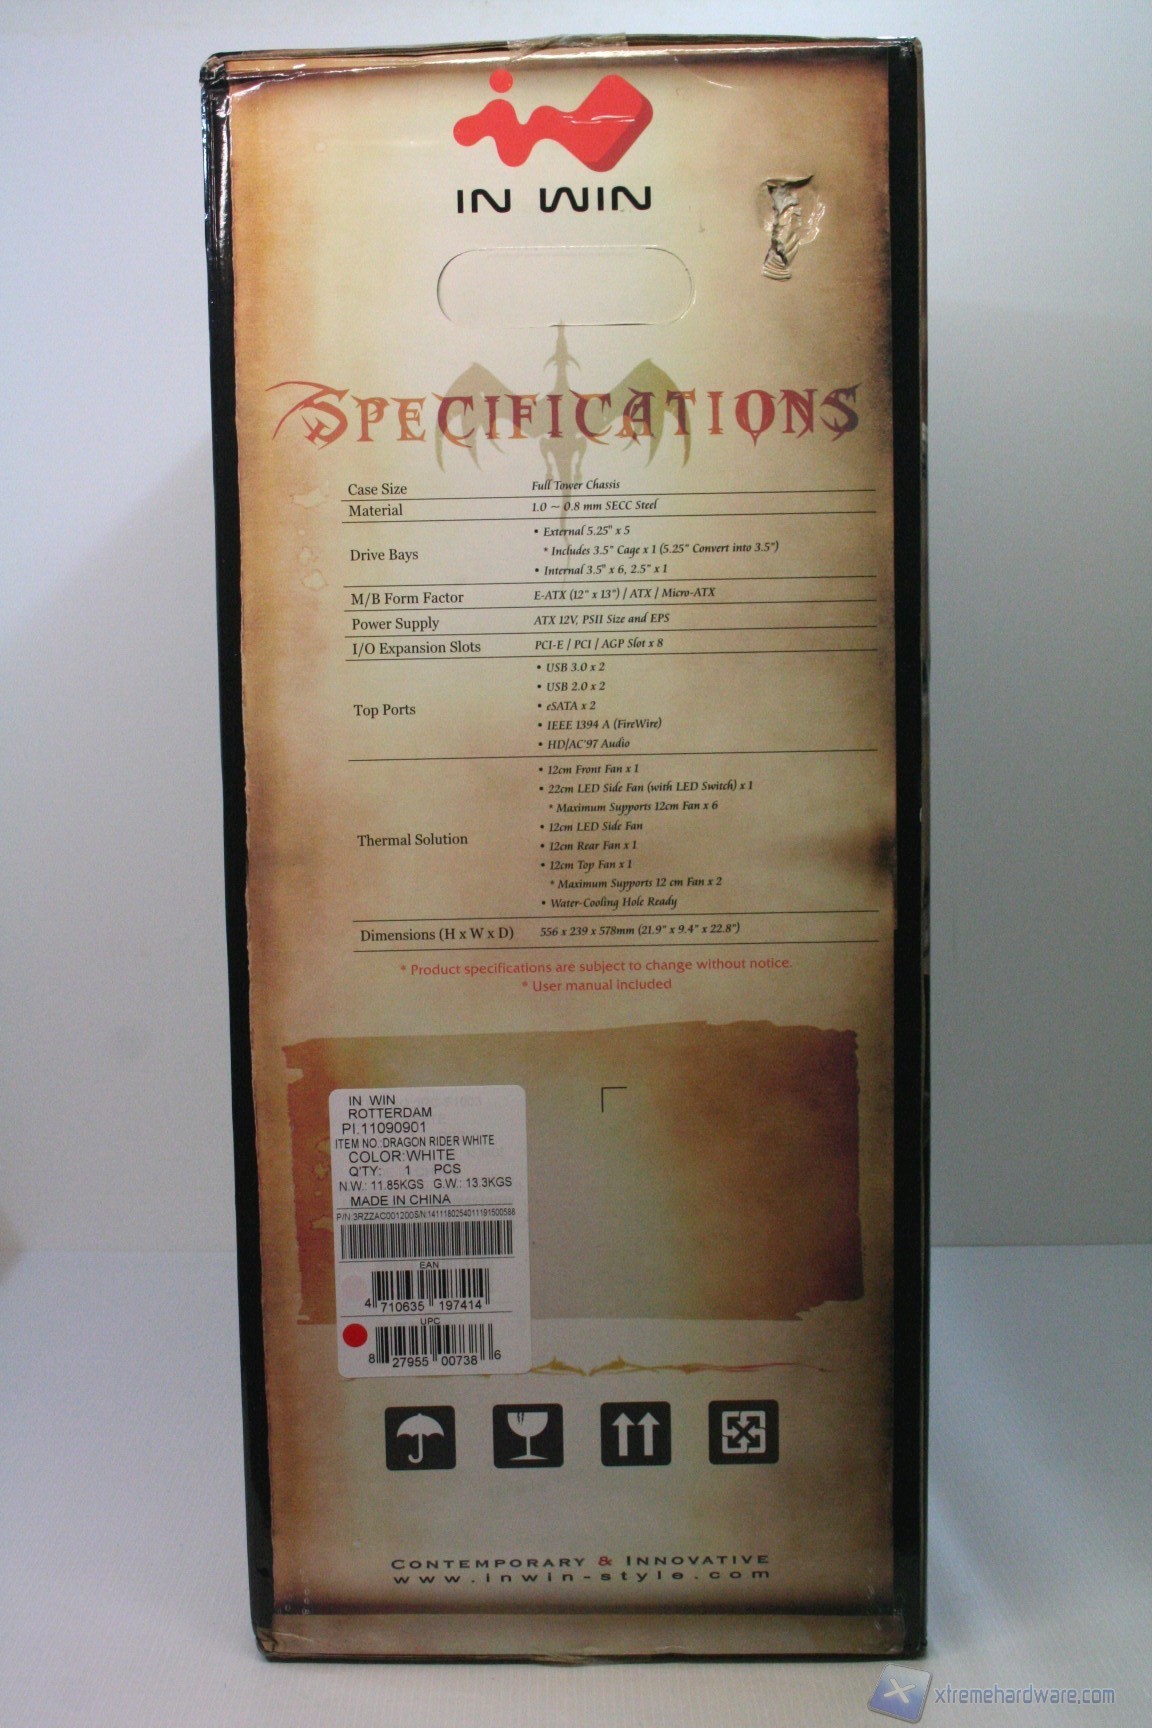 IN WIN
SPECIFICATIONS
Case Size Full Tower Chassis
Material 1.0 ~ 0.8 mm SECC Steel
Drive Bays
• External 5.25" x 5
* Includes 3.5" Cage x 1 (5.25" Convert into 3.5")
• Internal 3.5" x 6, 2.5" x 1
M/B Form Factor E-ATX (12" x 13") / ATX / Micro-ATX
Power Supply ATX 12V, PSII Size and EPS
I/O Expansion Slots PCI-E / PCI / AGP Slot x 8
Top Ports
• USB 3.0 x 2
• USB 2.0 x 2
• eSATA x 2
• IEEE 1394 A (FireWire)
• HD/AC'97 Audio
Thermal Solution
• 12cm Front Fan x 1
• 22cm LED Side Fan (with LED Switch) x 1
* Maximum Supports 12cm Fan x 6
• 12cm LED Side Fan
• 12cm Rear Fan x 1
• 12cm Top Fan x 1
* Maximum Supports 12 cm Fan x 2
• Water-Cooling Hole Ready
Dimensions (H x W x D) 556 x 239 x 578mm (21.9" x 9.4" x 22.8")
* Product specifications are subject to change without notice.
* User manual included
IN WIN
ROTTERDAM
PI.11090901
ITEM NO.:DRAGON RIDER WHITE
COLOR:WHITE
Q'TY: 1 PCS
N.W.: 11.85KGS G.W.: 13.3KGS
MADE IN CHINA
P/N:3RZZAC001200 S/N:1411180254011191500588
EAN
4 710635 197414
UPC
8 27955 00738 6
CONTEMPORARY & INNOVATIVE
www.inwin-style.com
xtremehardware.com